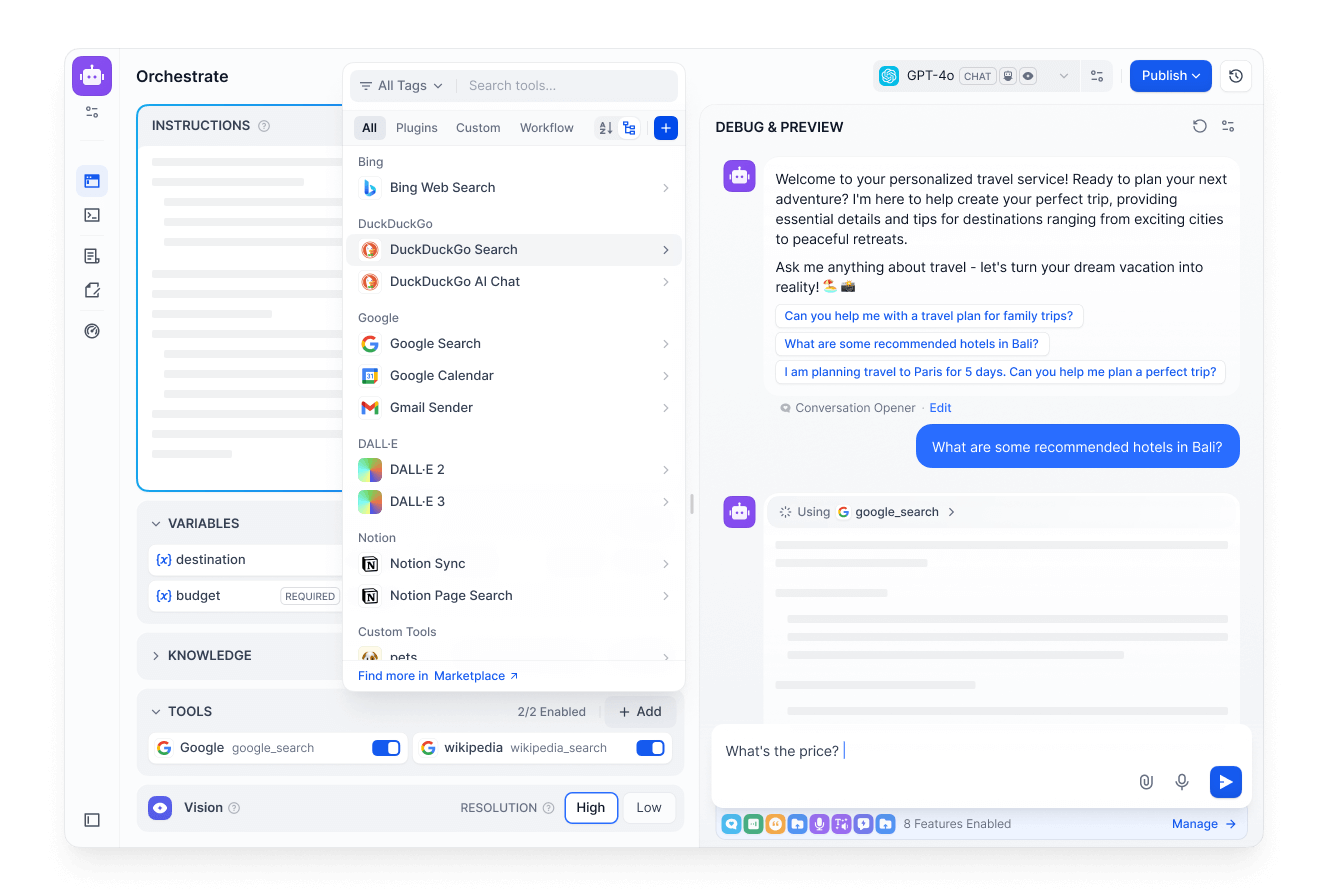 Orchestrate
INSTRUCTIONS
All Tags
Search tools...
All
Plugins
Custom
Workflow
Bing
Bing Web Search
DuckDuckGo
DuckDuckGo Search
DuckDuckGo AI Chat
Google
Google Search
31
Google Calendar
Gmail Sender
DALL·E
DALL·E 2
DALL·E 3
Notion
Notion Sync
Notion Page Search
Custom Tools
pets
Find more in Marketplace
VARIABLES
{x} destination
{x} budget
REQUIRED
KNOWLEDGE
TOOLS
2/2 Enabled
+ Add
Google google_search
wikipedia wikipedia_search
Vision
RESOLUTION
High
Low
GPT-4o
CHAT
Publish
DEBUG & PREVIEW
Welcome to your personalized travel service! Ready to plan your next
adventure? I'm here to help create your perfect trip, providing
essential details and tips for destinations ranging from exciting cities
to peaceful retreats.
Ask me anything about travel - let's turn your dream vacation into
reality! 🏖️ 📸
Can you help me with a travel plan for family trips?
What are some recommended hotels in Bali?
I am planning travel to Paris for 5 days. Can you help me plan a perfect trip?
Conversation Opener · Edit
What are some recommended hotels in Bali?
Using google_search
What's the price?
8 Features Enabled
Manage